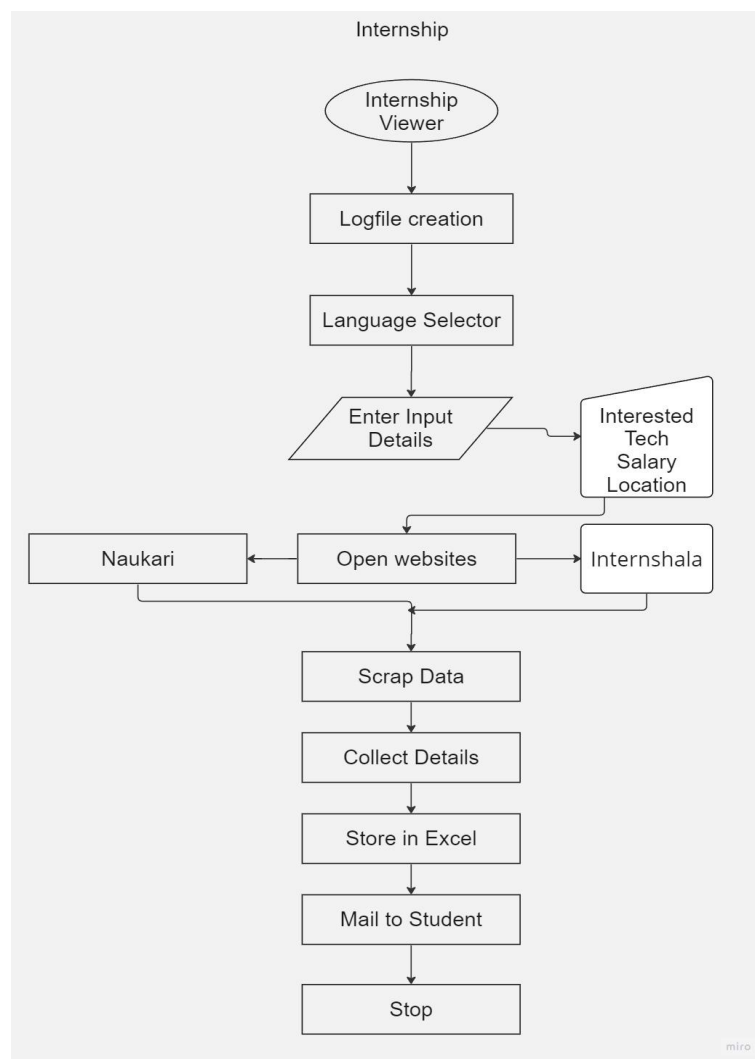 Internship
Internship
Viewer
Logfile creation
Language Selector
Enter Input
Details
Interested
Tech
Salary
Location
Naukari
Open websites
Internshala
Scrap Data
Collect Details
Store in Excel
Mail to Student
Stop
miro